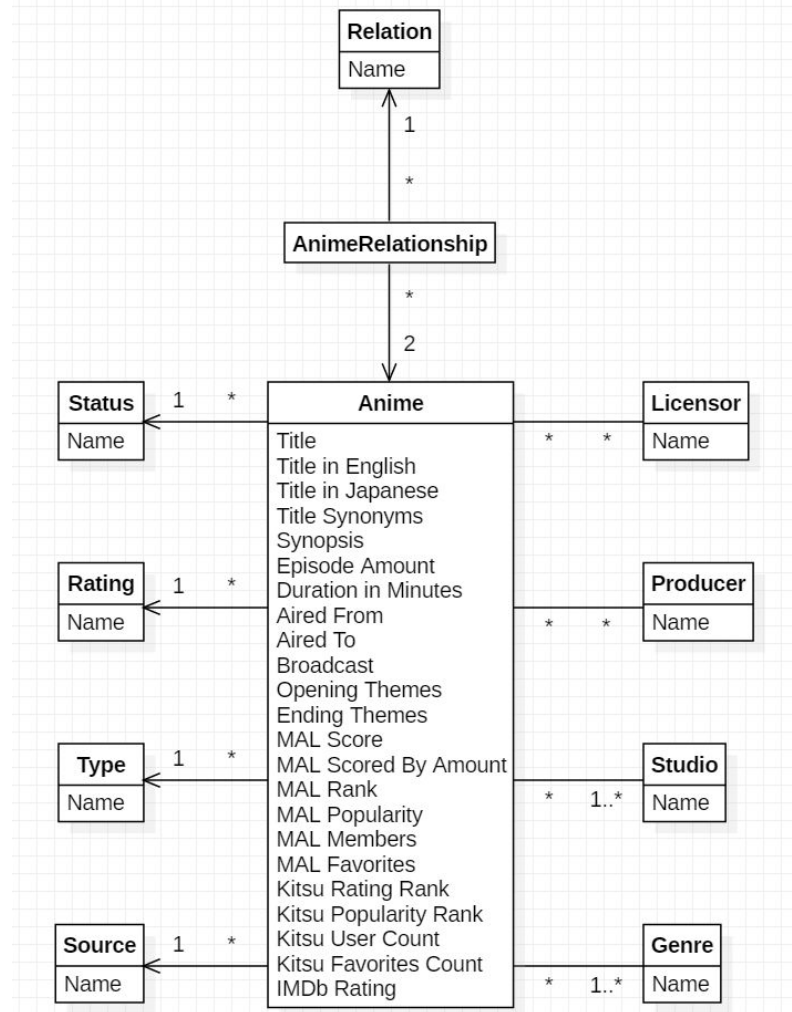 Relation
Name
1
*
AnimeRelationship
*
2
Status
Name
1 *
Rating
Name
1 *
Type
Name
1 *
Source
Name
1 *
Anime
Title
Title in English
Title in Japanese
Title Synonyms
Synopsis
Episode Amount
Duration in Minutes
Aired From
Aired To
Broadcast
Opening Themes
Ending Themes
MAL Score
MAL Scored By Amount
MAL Rank
MAL Popularity
MAL Members
MAL Favorites
Kitsu Rating Rank
Kitsu Popularity Rank
Kitsu User Count
Kitsu Favorites Count
IMDb Rating
Licensor
Name
* *
Producer
Name
* *
Studio
Name
* 1..*
Genre
Name
* 1..*